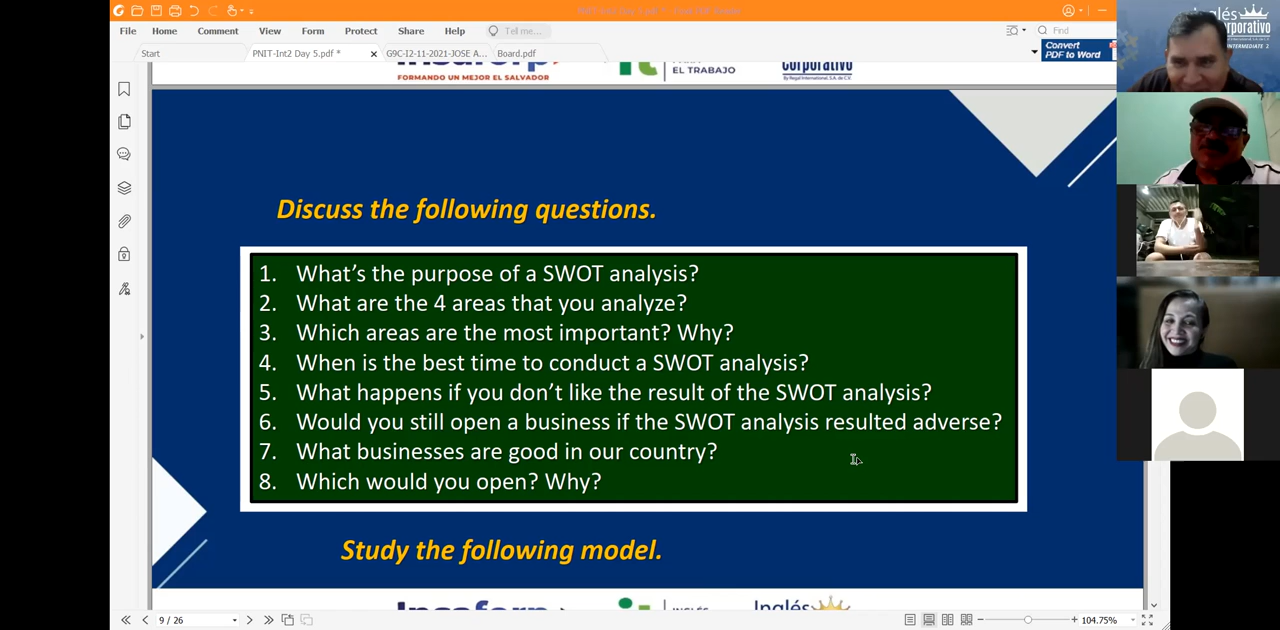 File Home Comment View Form Protect Share Help Tell me... Find
Start PNIT-Int2 Day 5.pdf * G9C-I2-11-2021-JOSE A... Board.pdf
Convert
PDF to Word
FORMANDO UN MEJOR EL SALVADOR
EL TRABAJO
Corporativo
INTERMEDIATE 2
Discuss the following questions.
1. What's the purpose of a SWOT analysis?
2. What are the 4 areas that you analyze?
3. Which areas are the most important? Why?
4. When is the best time to conduct a SWOT analysis?
5. What happens if you don't like the result of the SWOT analysis?
6. Would you still open a business if the SWOT analysis resulted adverse?
7. What businesses are good in our country?
8. Which would you open? Why?
Study the following model.
Inglés
9 / 26
104.75%